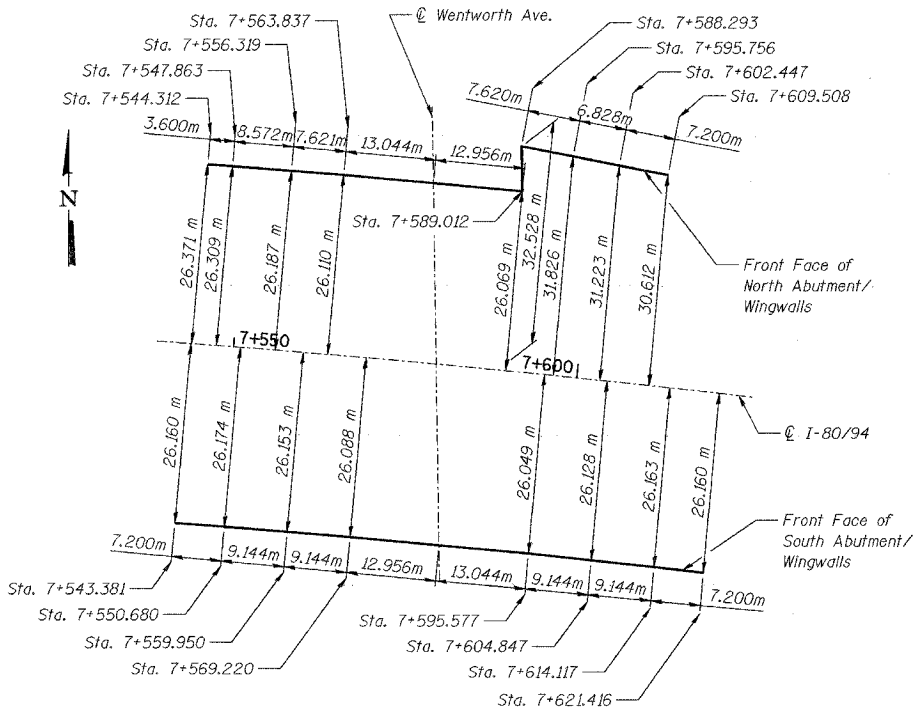 Sta. 7+563.837
Sta. 7+556.319
Sta. 7+547.863
Sta. 7+544.312
℄ Wentworth Ave.
Sta. 7+588.293
Sta. 7+595.756
Sta. 7+602.447
Sta. 7+609.508
3.600m
8.572m
7.621m
13.044m
12.956m
7.620m
6.828m
7.200m
N
Sta. 7+589.012
26.371 m
26.309 m
26.187 m
26.110 m
26.069 m
32.528 m
31.826 m
31.223 m
30.612 m
Front Face of
North Abutment/
Wingwalls
7+550
7+600
℄ I-80/94
26.160 m
26.174 m
26.153 m
26.088 m
26.049 m
26.128 m
26.163 m
26.160 m
Front Face of
South Abutment/
Wingwalls
7.200m
9.144m
9.144m
12.956m
13.044m
9.144m
9.144m
7.200m
Sta. 7+543.381
Sta. 7+550.680
Sta. 7+559.950
Sta. 7+569.220
Sta. 7+595.577
Sta. 7+604.847
Sta. 7+614.117
Sta. 7+621.416